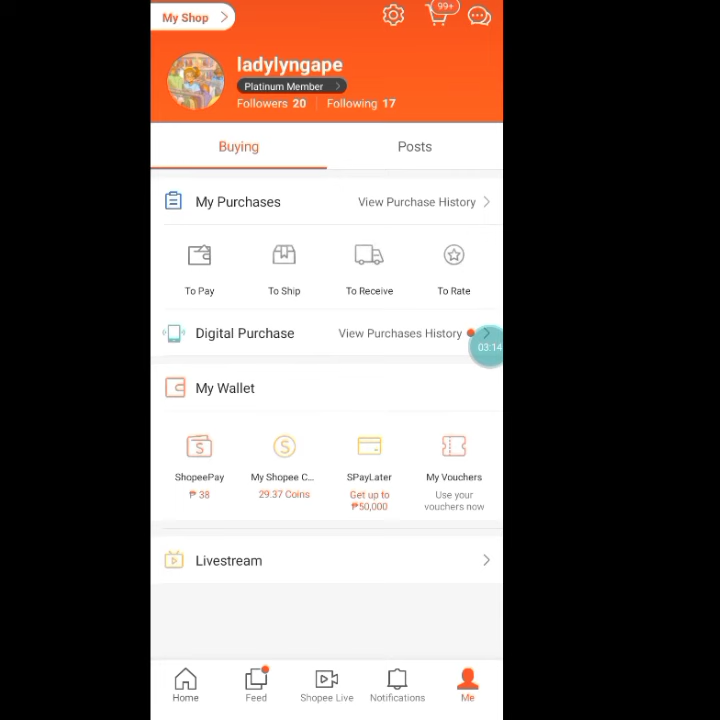 My Shop
99+
ladylyngape
Platinum Member
Followers 20 Following 17
Buying Posts
My Purchases View Purchase History
To Pay To Ship To Receive To Rate
Digital Purchase View Purchases History
03:14
My Wallet
ShopeePay My Shopee C... SPayLater My Vouchers
₱ 38 29.37 Coins Get up to Use your
₱50,000 vouchers now
Livestream
Home Feed Shopee Live Notifications Me